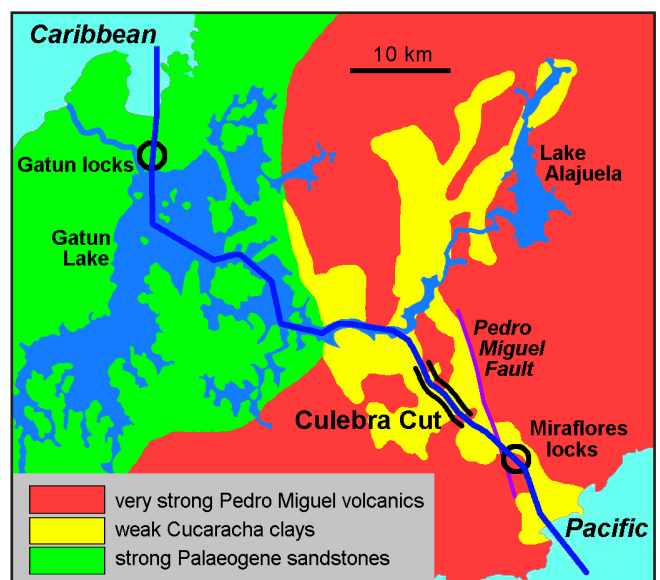 Caribbean
10 km
Gatun locks
Lake
Alajuela
Gatun
Lake
Pedro
Miguel
Fault
Culebra Cut
Miraflores
locks
very strong Pedro Miguel volcanics
weak Cucaracha clays
Pacific
strong Palaeogene sandstones